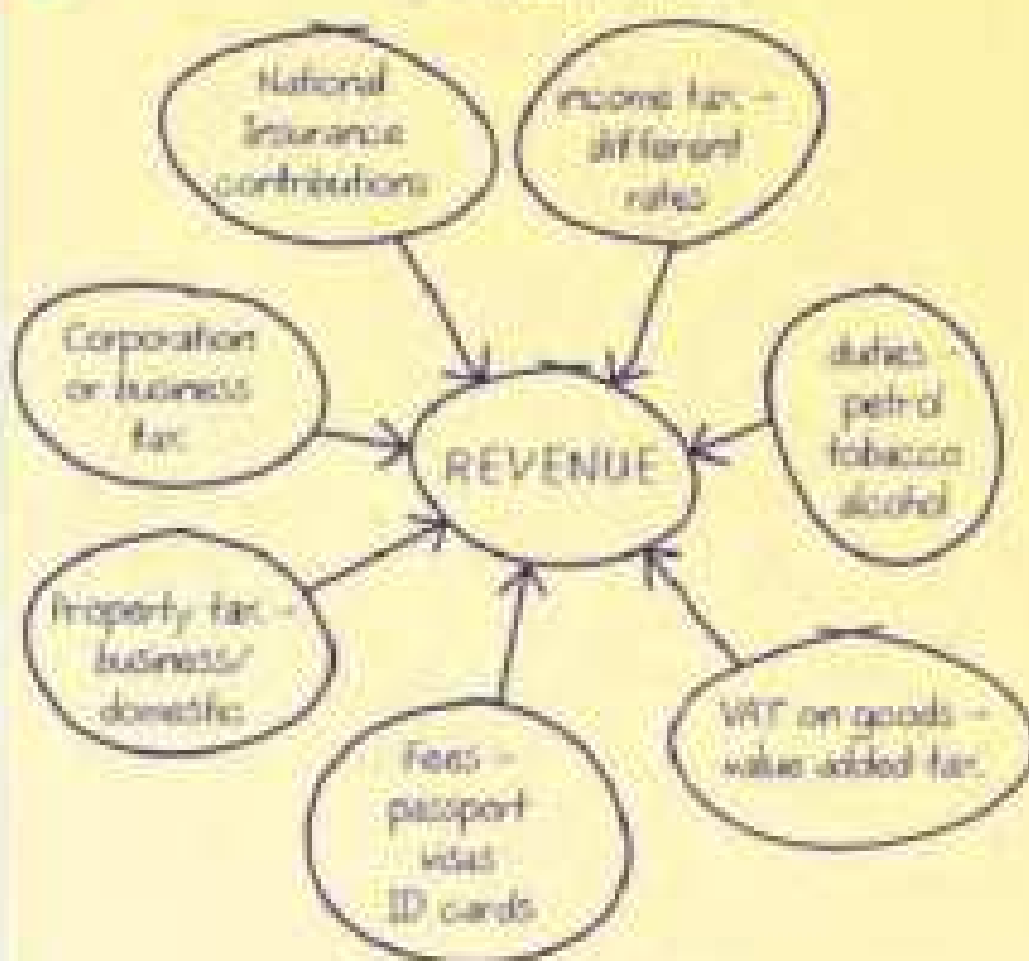 National
Insurance
contributions
income tax –
different
rates
Corporation
or business
tax
duties
petrol
tobacco
alcohol
REVENUE
Property tax –
business/
domestic
VAT on goods –
value added tax
Fees –
passport
visas
ID cards